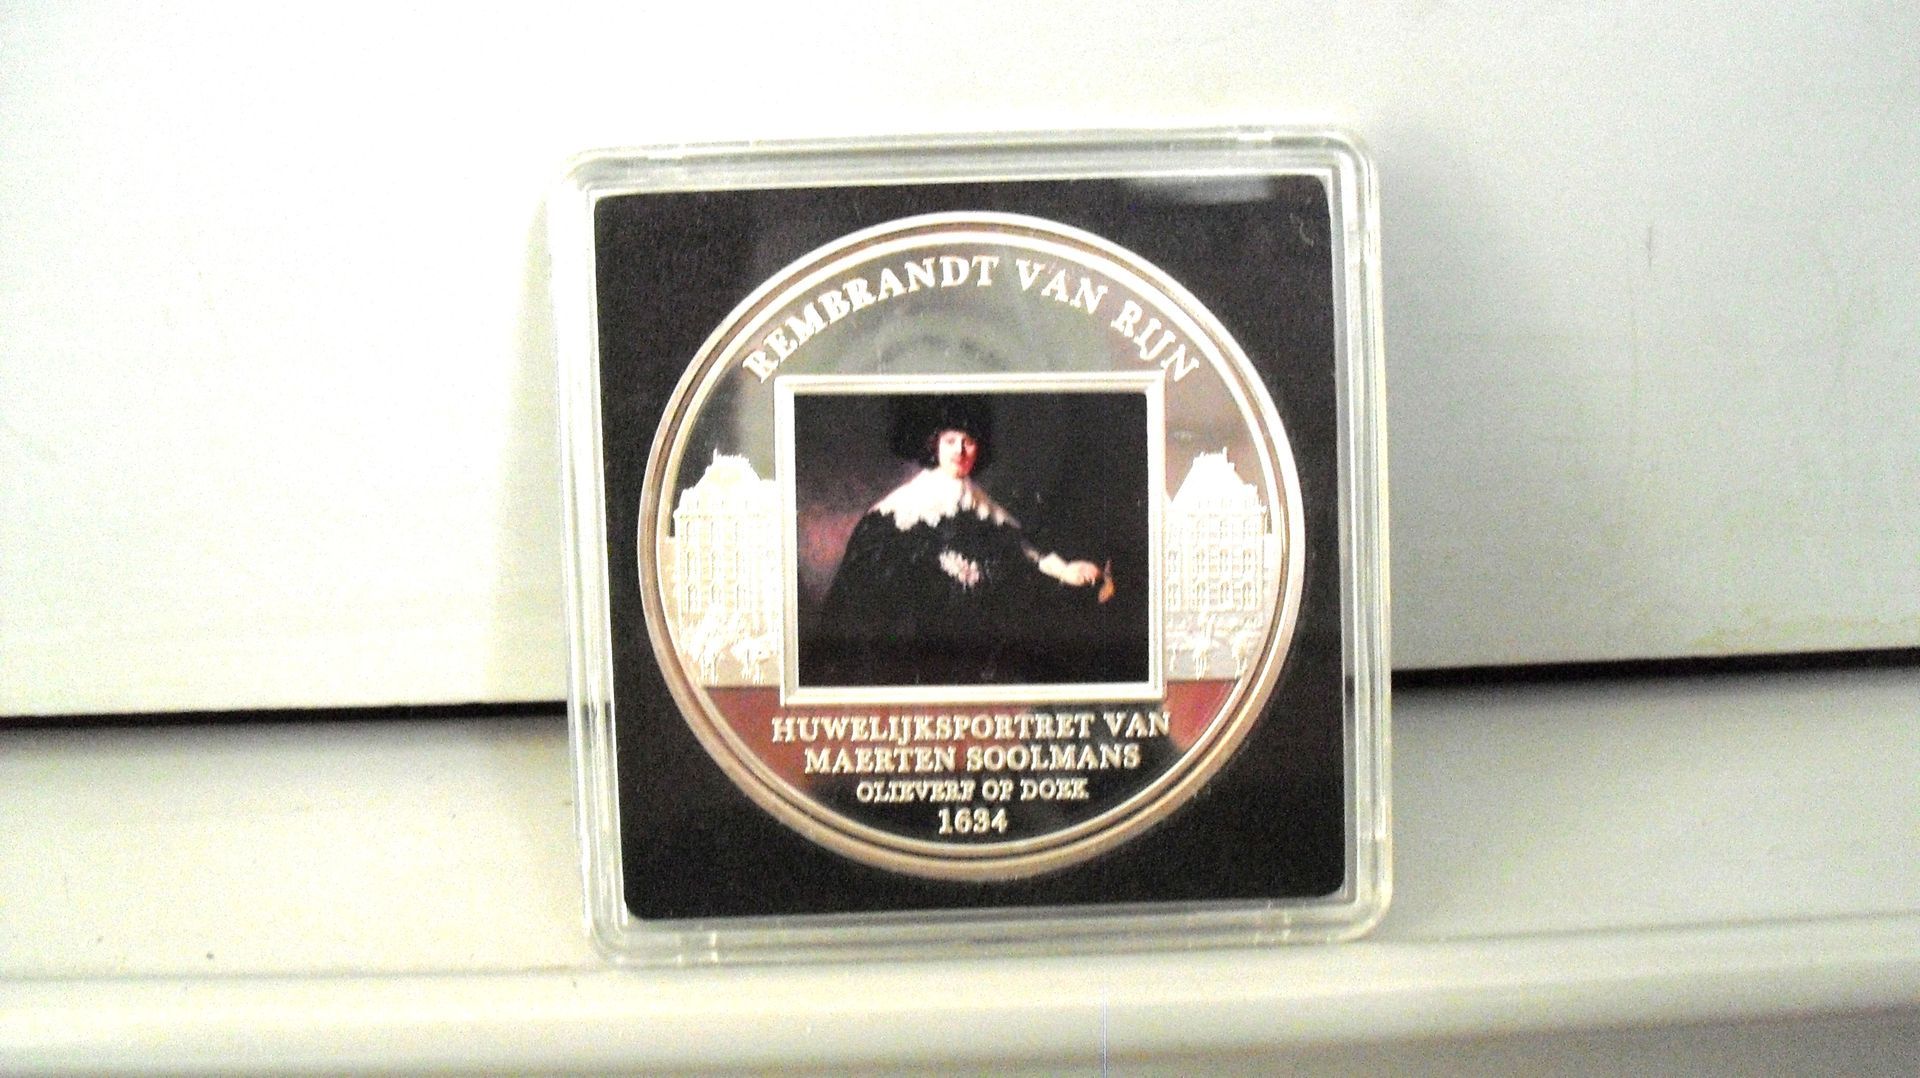 REMBRANDT VAN RIJN
HUWELIJKSPORTRET VAN
MAERTEN SOOLMANS
OLIEVERF OP DOEK
1634